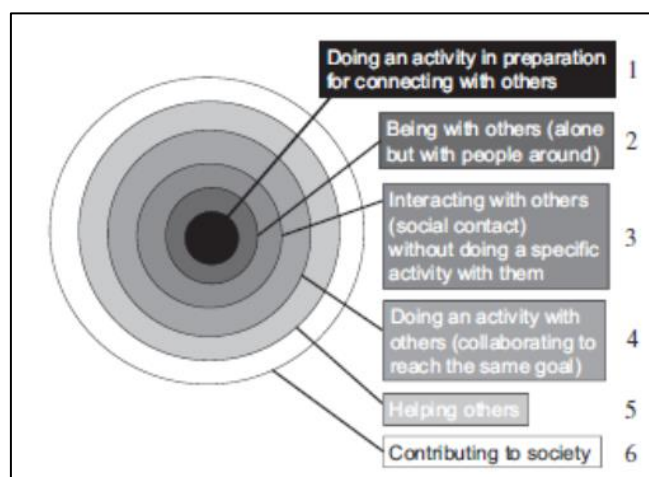 Doing an activity in preparation
for connecting with others
1
Being with others (alone
but with people around)
2
Interacting with others
(social contact)
without doing a specific
activity with them
3
Doing an activity with
others (collaborating to
reach the same goal)
4
Helping others
5
Contributing to society
6